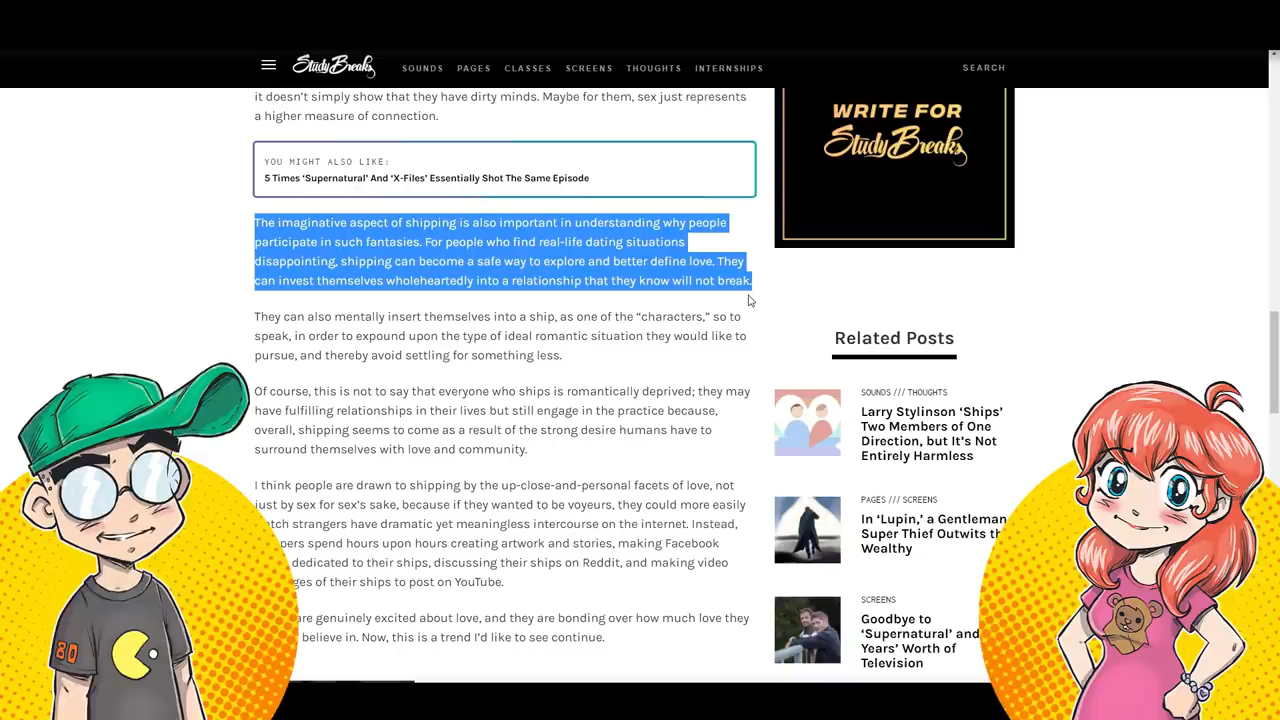 StudyBreaks
SOUNDS PAGES CLASSES SCREENS THOUGHTS INTERNSHIPS
SEARCH
it doesn’t simply show that they have dirty minds. Maybe for them, sex just represents
a higher measure of connection.
YOU MIGHT ALSO LIKE:
5 Times ‘Supernatural’ And ‘X-Files’ Essentially Shot The Same Episode
The imaginative aspect of shipping is also important in understanding why people
participate in such fantasies. For people who find real-life dating situations
disappointing, shipping can become a safe way to explore and better define love. They
can invest themselves wholeheartedly into a relationship that they know will not break.
They can also mentally insert themselves into a ship, as one of the “characters,” so to
speak, in order to expound upon the type of ideal romantic situation they would like to
pursue, and thereby avoid settling for something less.
Of course, this is not to say that everyone who ships is romantically deprived; they may
have fulfilling relationships in their lives but still engage in the practice because,
overall, shipping seems to come as a result of the strong desire humans have to
surround themselves with love and community.
I think people are drawn to shipping by the up-close-and-personal facets of love, not
just by sex for sex’s sake, because if they wanted to be voyeurs, they could more easily
strangers have dramatic yet meaningless intercourse on the internet. Instead,
spend hours upon hours creating artwork and stories, making Facebook
dedicated to their ships, discussing their ships on Reddit, and making video
of their ships to post on YouTube.
are genuinely excited about love, and they are bonding over how much love they
believe in. Now, this is a trend I’d like to see continue.
WRITE FOR
StudyBreaks
Related Posts
SOUNDS /// THOUGHTS
Larry Stylinson ‘Ships’
Two Members of One
Direction, but It’s Not
Entirely Harmless
PAGES /// SCREENS
In ‘Lupin,’ a Gentleman
Super Thief Outwits
Wealthy
SCREENS
Goodbye to
‘Supernatural’ and
Years’ Worth of
Television
80